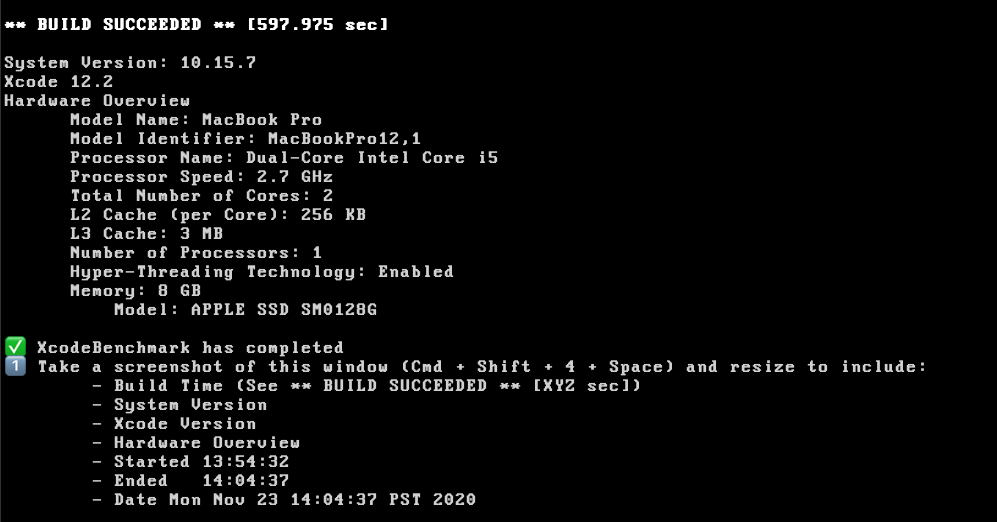 ** BUILD SUCCEEDED ** [597.975 sec]
System Version: 10.15.7
Xcode 12.2
Hardware Overview
Model Name: MacBook Pro
Model Identifier: MacBookPro12,1
Processor Name: Dual-Core Intel Core i5
Processor Speed: 2.7 GHz
Total Number of Cores: 2
L2 Cache (per Core): 256 KB
L3 Cache: 3 MB
Number of Processors: 1
Hyper-Threading Technology: Enabled
Memory: 8 GB
Model: APPLE SSD SM0128G
✅ XcodeBenchmark has completed
1️⃣ Take a screenshot of this window (Cmd + Shift + 4 + Space) and resize to include:
- Build Time (See ** BUILD SUCCEEDED ** [XYZ sec])
- System Version
- Xcode Version
- Hardware Overview
- Started 13:54:32
- Ended 14:04:37
- Date Mon Nov 23 14:04:37 PST 2020